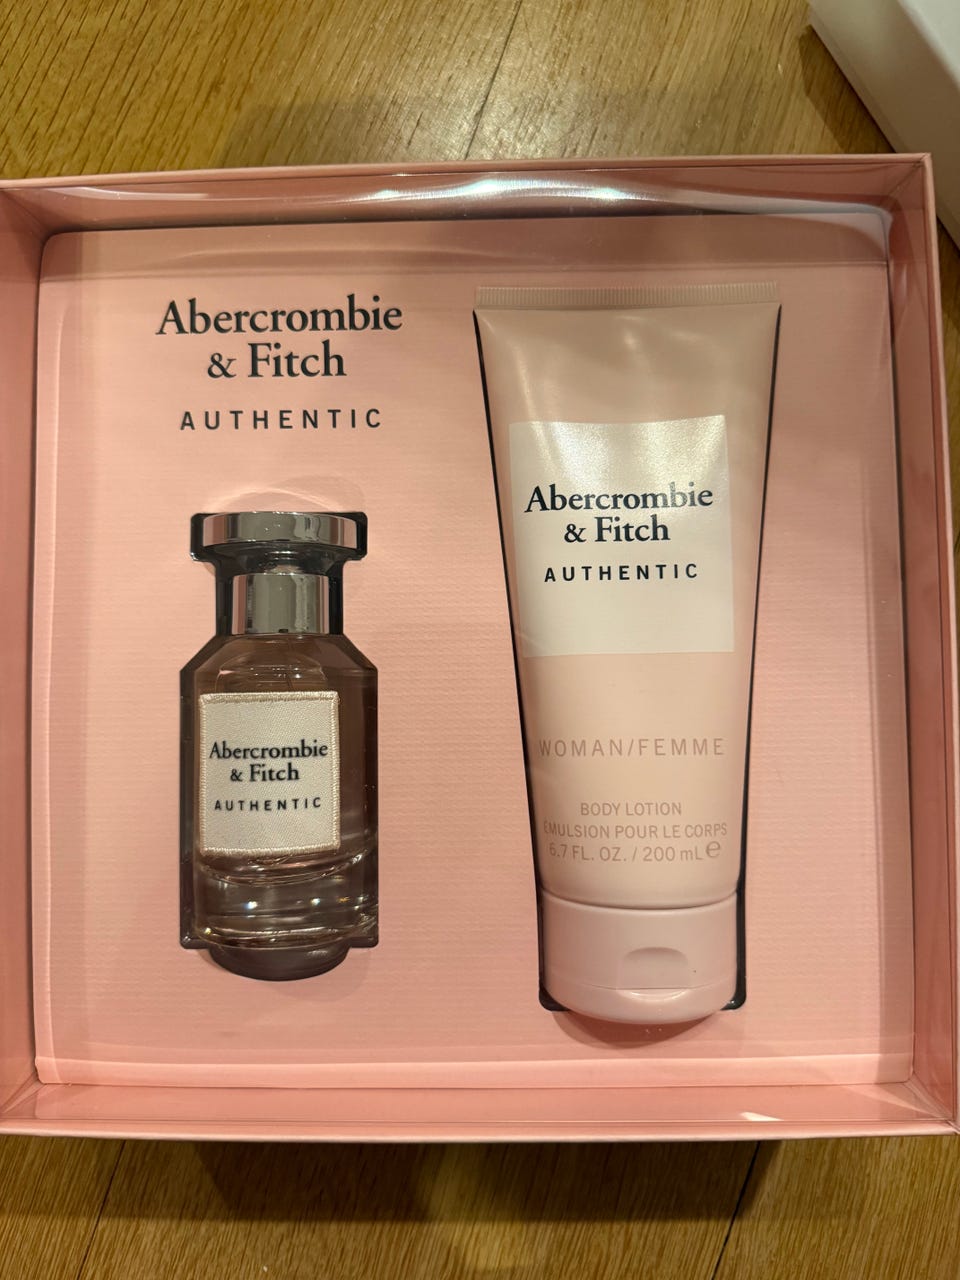 Abercrombie
& Fitch
AUTHENTIC
Abercrombie
& Fitch
AUTHENTIC
Abercrombie
& Fitch
AUTHENTIC
WOMAN/FEMME
BODY LOTION
ÉMULSION POUR LE CORPS
6.7 FL. OZ. / 200 mL ℮